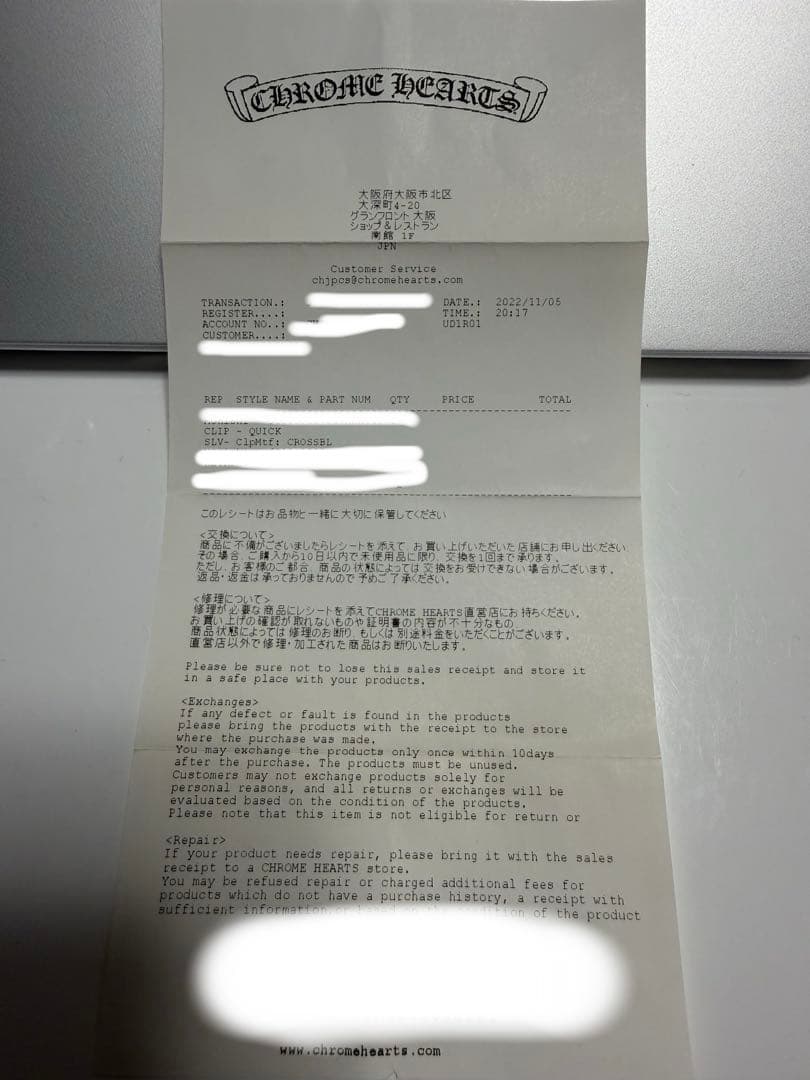 CHROME HEARTS
大阪府大阪市北区
大深町4-20
グランフロント大阪
ショップ&レストラン
南館 1F
JPN
Customer Service
chjpcs@chromehearts.com
TRANSACTION.: DATE.: 2022/11/05
REGISTER....: TIME.: 20:17
ACCOUNT NO..: UD1R01
CUSTOMER....:
REP STYLE NAME & PART NUM QTY PRICE TOTAL
CLIP - QUICK
SLV- ClpMtf: CROSSBL
このレシートはお品物と一緒に大切に保管してください
<交換について>
商品に不備がございましたらレシートを添えて、お買い上げいただいた店舗にお申し出ください。
その場合、ご購入から10日以内で未使用品に限り、交換を1回まで承ります。
ただし、お客様のご都合、商品の状態によっては交換をお受けできない場合がございます。
返品・返金は承っておりませんので予めご了承ください。
<修理について>
修理が必要な商品にレシートを添えてCHROME HEARTS直営店にお持ちください。
お買い上げの確認が取れないものや証明書の内容が不十分なもの、
商品状態によっては修理のお断り、もしくは別途料金をいただくことがございます。
直営店以外で修理・加工された商品はお断りいたします。
Please be sure not to lose this sales receipt and store it
in a safe place with your products.
<Exchanges>
If any defect or fault is found in the products
please bring the products with the receipt to the store
where the purchase was made.
You may exchange the products only once within 10days
after the purchase. The products must be unused.
Customers may not exchange products solely for
personal reasons, and all returns or exchanges will be
evaluated based on the condition of the products.
Please note that this item is not eligible for return or
<Repair>
If your product needs repair, please bring it with the sales
receipt to a CHROME HEARTS store.
You may be refused repair or charged additional fees for
products which do not have a purchase history, a receipt with
sufficient information or based on the condition of the product
www.chromehearts.com